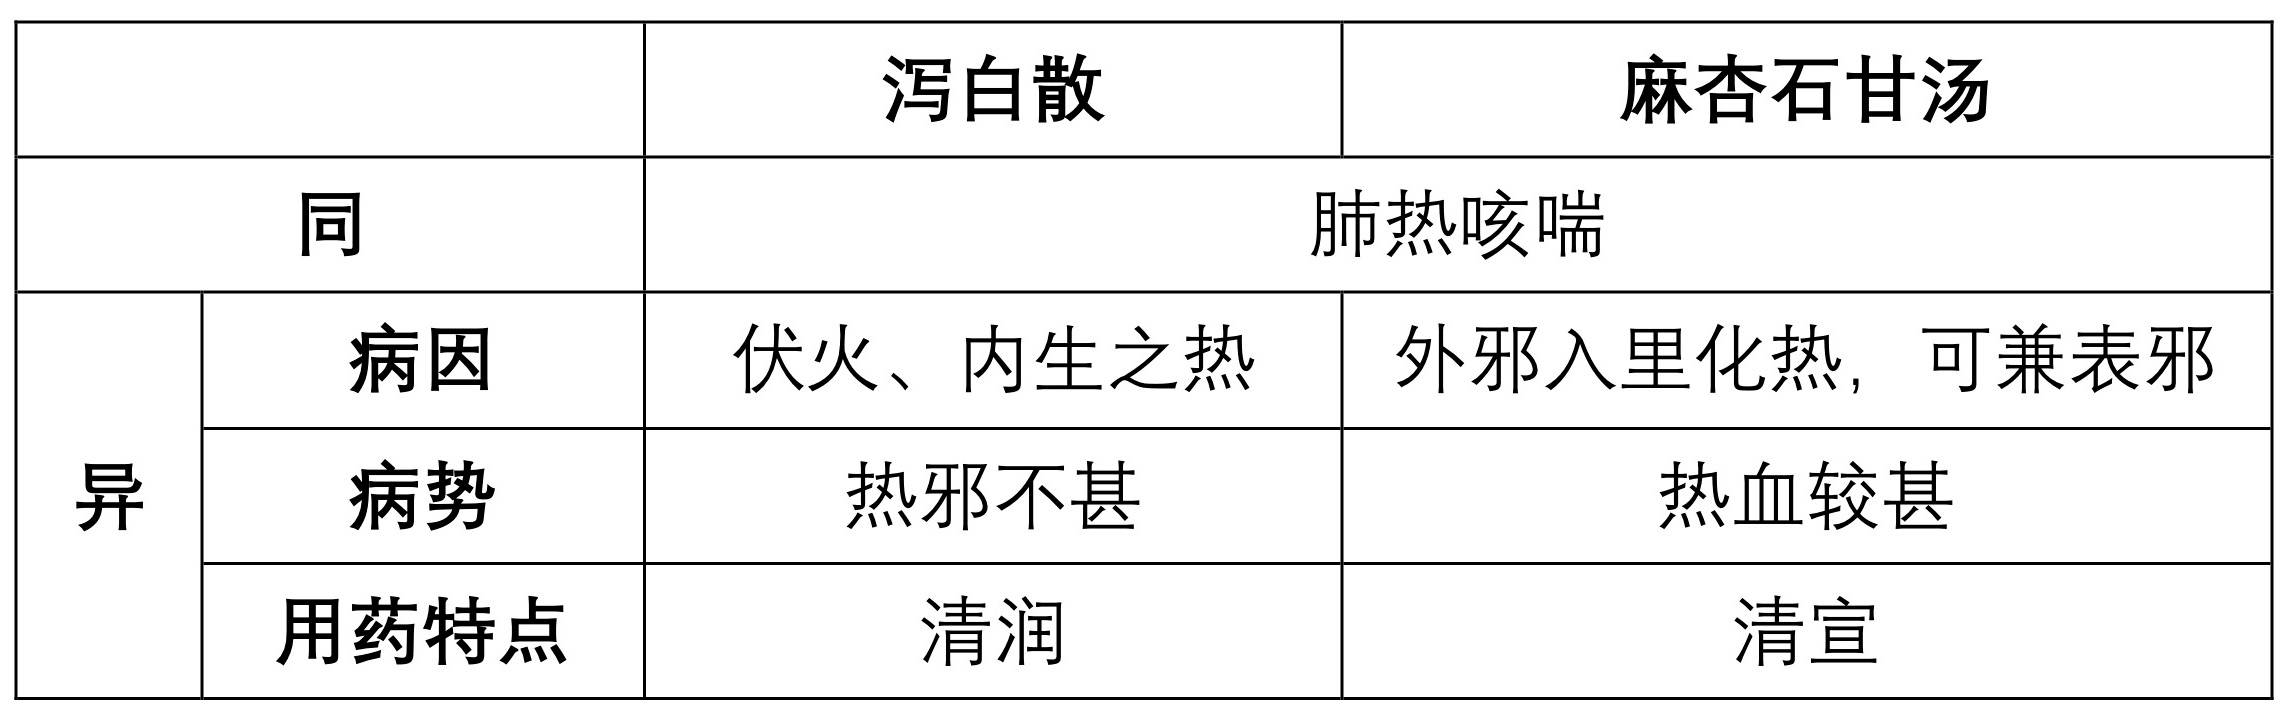 泻白散 麻杏石甘汤
同 肺热咳喘
异
病因 伏火、内生之热 外邪入里化热，可兼表邪
病势 热邪不甚 热血较甚
用药特点 清润 清宣